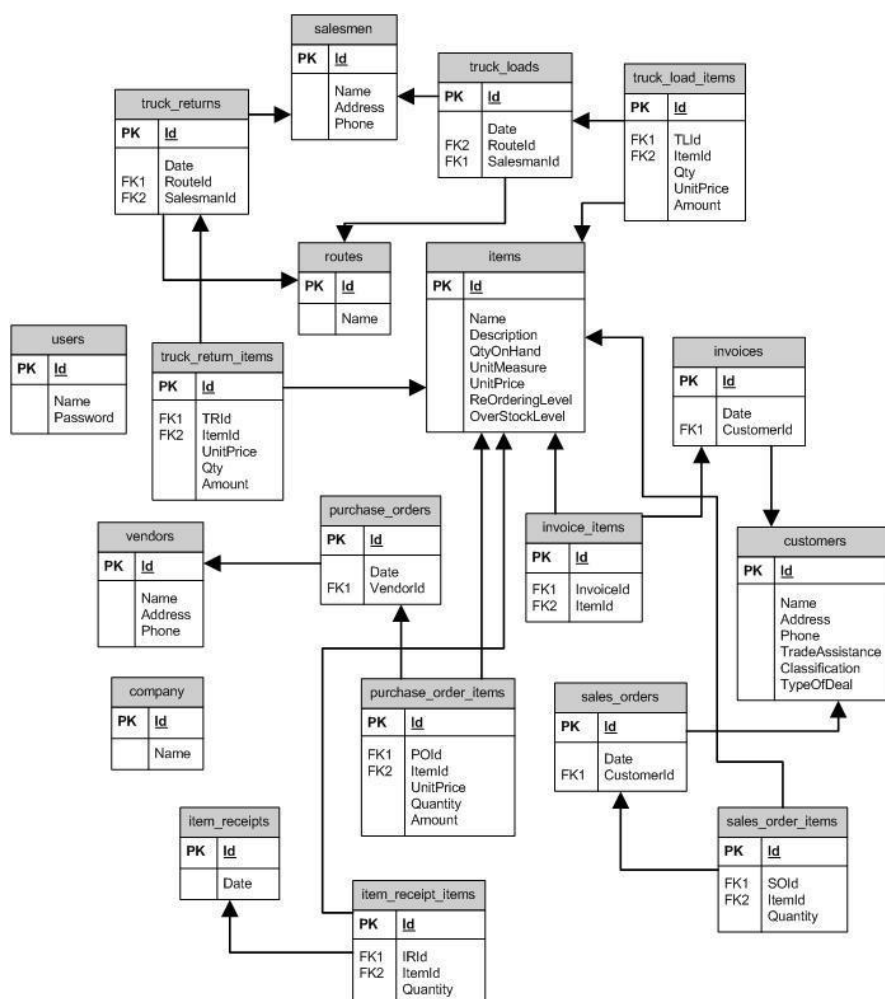 salesmen
PK Id
Name
Address
Phone
truck_loads
PK Id
Date
FK2 RouteId
FK1 SalesmanId
truck_load_items
PK Id
FK1 TLId
FK2 ItemId
Qty
UnitPrice
Amount
truck_returns
PK Id
Date
FK1 RouteId
FK2 SalesmanId
routes
PK Id
Name
items
PK Id
Name
Description
QtyOnHand
UnitMeasure
UnitPrice
ReOrderingLevel
OverStockLevel
users
PK Id
Name
Password
truck_return_items
PK Id
FK1 TRId
FK2 ItemId
UnitPrice
Qty
Amount
invoices
PK Id
Date
FK1 CustomerId
vendors
PK Id
Name
Address
Phone
purchase_orders
PK Id
Date
FK1 VendorId
invoice_items
PK Id
FK1 InvoiceId
FK2 ItemId
customers
PK Id
Name
Address
Phone
TradeAssistance
Classification
TypeOfDeal
company
PK Id
Name
purchase_order_items
PK Id
FK1 POId
FK2 ItemId
UnitPrice
Quantity
Amount
sales_orders
PK Id
Date
FK1 CustomerId
item_receipts
PK Id
Date
item_receipt_items
PK Id
FK1 IRId
FK2 ItemId
Quantity
sales_order_items
PK Id
FK1 SOId
FK2 ItemId
Quantity